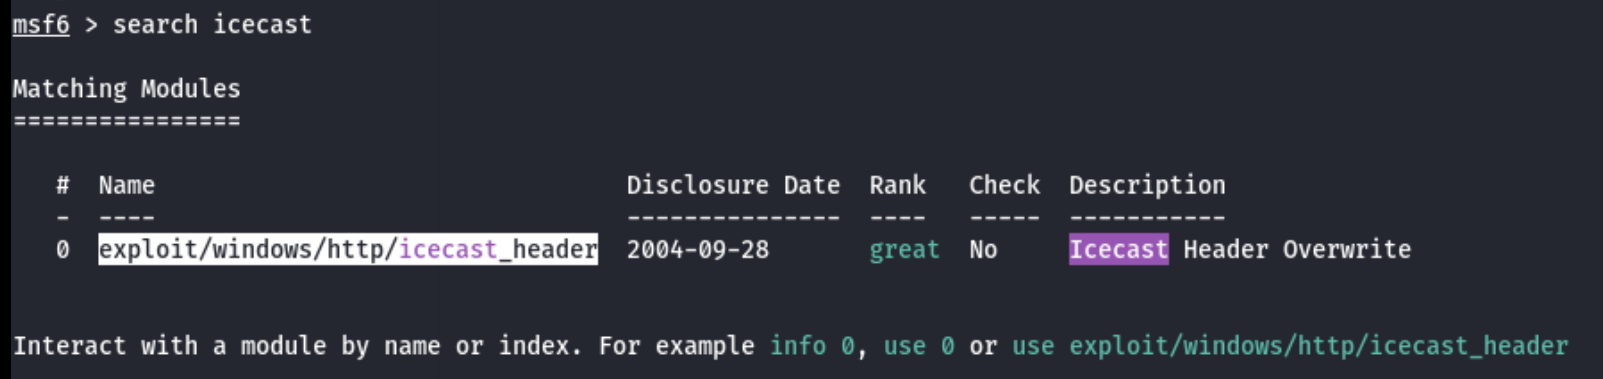 msf6 > search icecast
Matching Modules
================
# Name Disclosure Date Rank Check Description
- ---- --------------- ---- ----- -----------
0 exploit/windows/http/icecast_header 2004-09-28 great No Icecast Header Overwrite
Interact with a module by name or index. For example info 0, use 0 or use exploit/windows/http/icecast_header